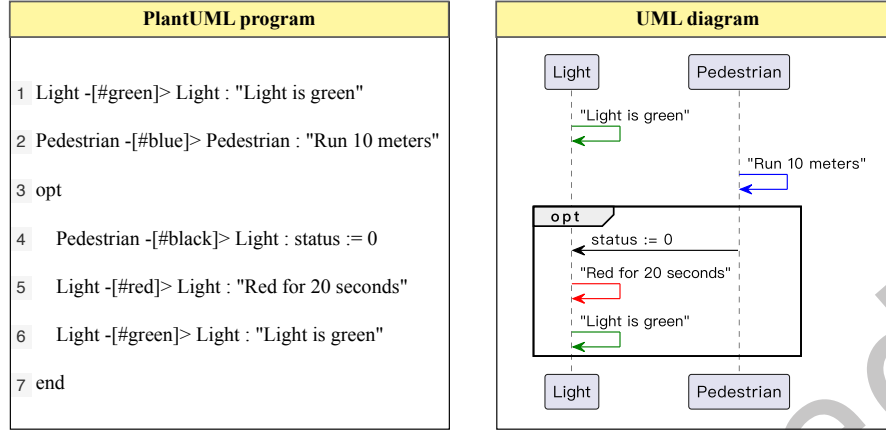 PlantUML program
1 Light -[#green]> Light : "Light is green"
2 Pedestrian -[#blue]> Pedestrian : "Run 10 meters"
3 opt
4 Pedestrian -[#black]> Light : status := 0
5 Light -[#red]> Light : "Red for 20 seconds"
6 Light -[#green]> Light : "Light is green"
7 end
UML diagram
Light Pedestrian
"Light is green"
"Run 10 meters"
opt
status := 0
"Red for 20 seconds"
"Light is green"
Light Pedestrian